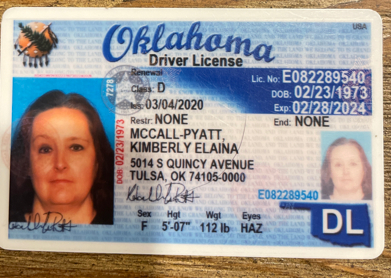 USA
Oklahoma
Driver License
Renewal
Class: D
Iss: 03/04/2020
Restr: NONE
Lic. No: E082289540
DOB: 02/23/1973
Exp: 02/28/2024
End: NONE
7278
DOB: 02/23/1973
MCCALL-PYATT,
KIMBERLY ELAINA
5014 S QUINCY AVENUE
TULSA, OK 74105-0000
E082289540
Sex Hgt Wgt Eyes
F 5'-07" 112 lb HAZ
DL